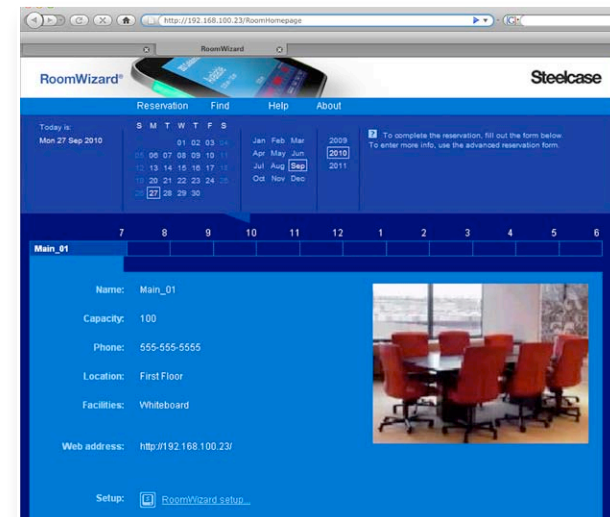 http://192.168.100.23/RoomHomepage
RoomWizard
RoomWizard®
Steelcase
Reservation Find Help About
Today is:
Mon 27 Sep 2010
S M T W T F S
01 02 03 04
05 06 07 08 09 10 11
12 13 14 15 16 17 18
19 20 21 22 23 24 25
26 27 28 29 30
Jan Feb Mar
Apr May Jun
Jul Aug Sep
Oct Nov Dec
2009
2010
2011
To complete the reservation, fill out the form below.
To enter more info, use the advanced reservation form.
7 8 9 10 11 12 1 2 3 4 5 6
Main_01
Name: Main_01
Capacity: 100
Phone: 555-555-5555
Location: First Floor
Facilities: Whiteboard
Web address: http://192.168.100.23/
Setup: RoomWizard setup...